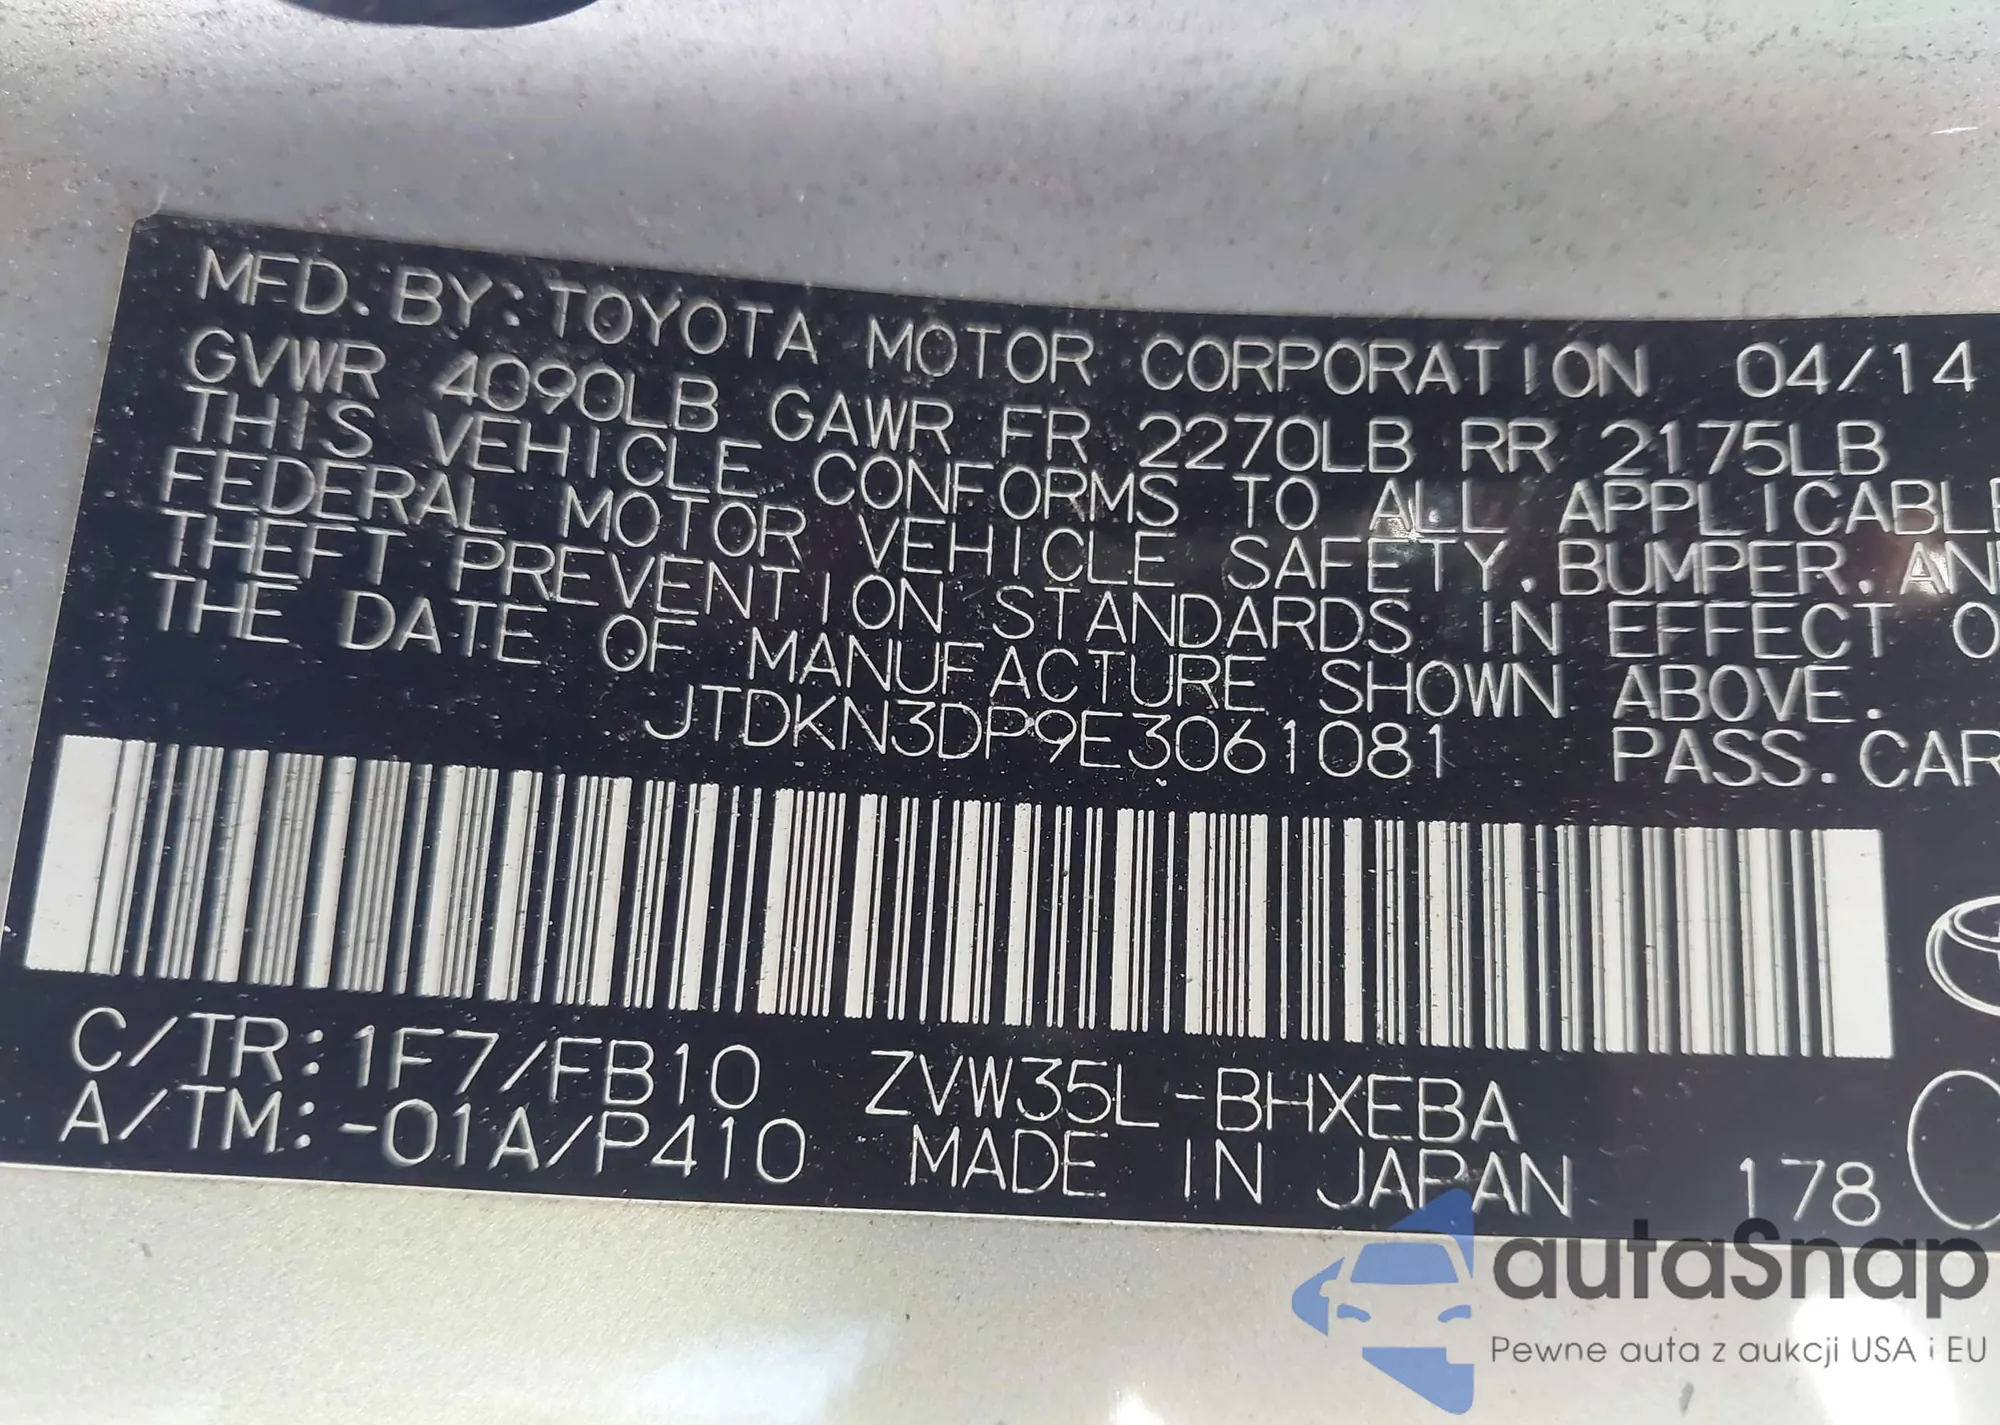 MFD. BY: TOYOTA MOTOR CORPORATION 04/14
GVWR 4090LB GAWR FR 2270LB RR 2175LB
THIS VEHICLE CONFORMS TO ALL APPLICABLE
FEDERAL MOTOR VEHICLE SAFETY, BUMPER, AN
THEFT PREVENTION STANDARDS IN EFFECT O
THE DATE OF MANUFACTURE SHOWN ABOVE.
JTDKN3DP9E3061081 PASS. CAR
C/TR: 1F7/FB10 ZVW35L-BHXEBA
A/TM: -01A/P410 MADE IN JAPAN 178
autaSnap
Pewne auta z aukcji USA i EU